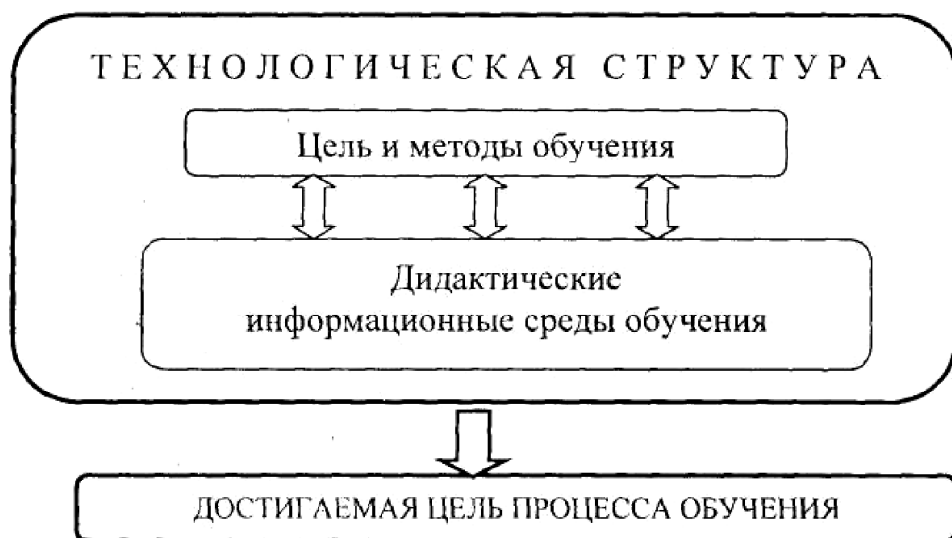 ТЕХНОЛОГИЧЕСКАЯ СТРУКТУРА
Цель и методы обучения
Дидактические
информационные среды обучения
ДОСТИГАЕМАЯ ЦЕЛЬ ПРОЦЕССА ОБУЧЕНИЯ